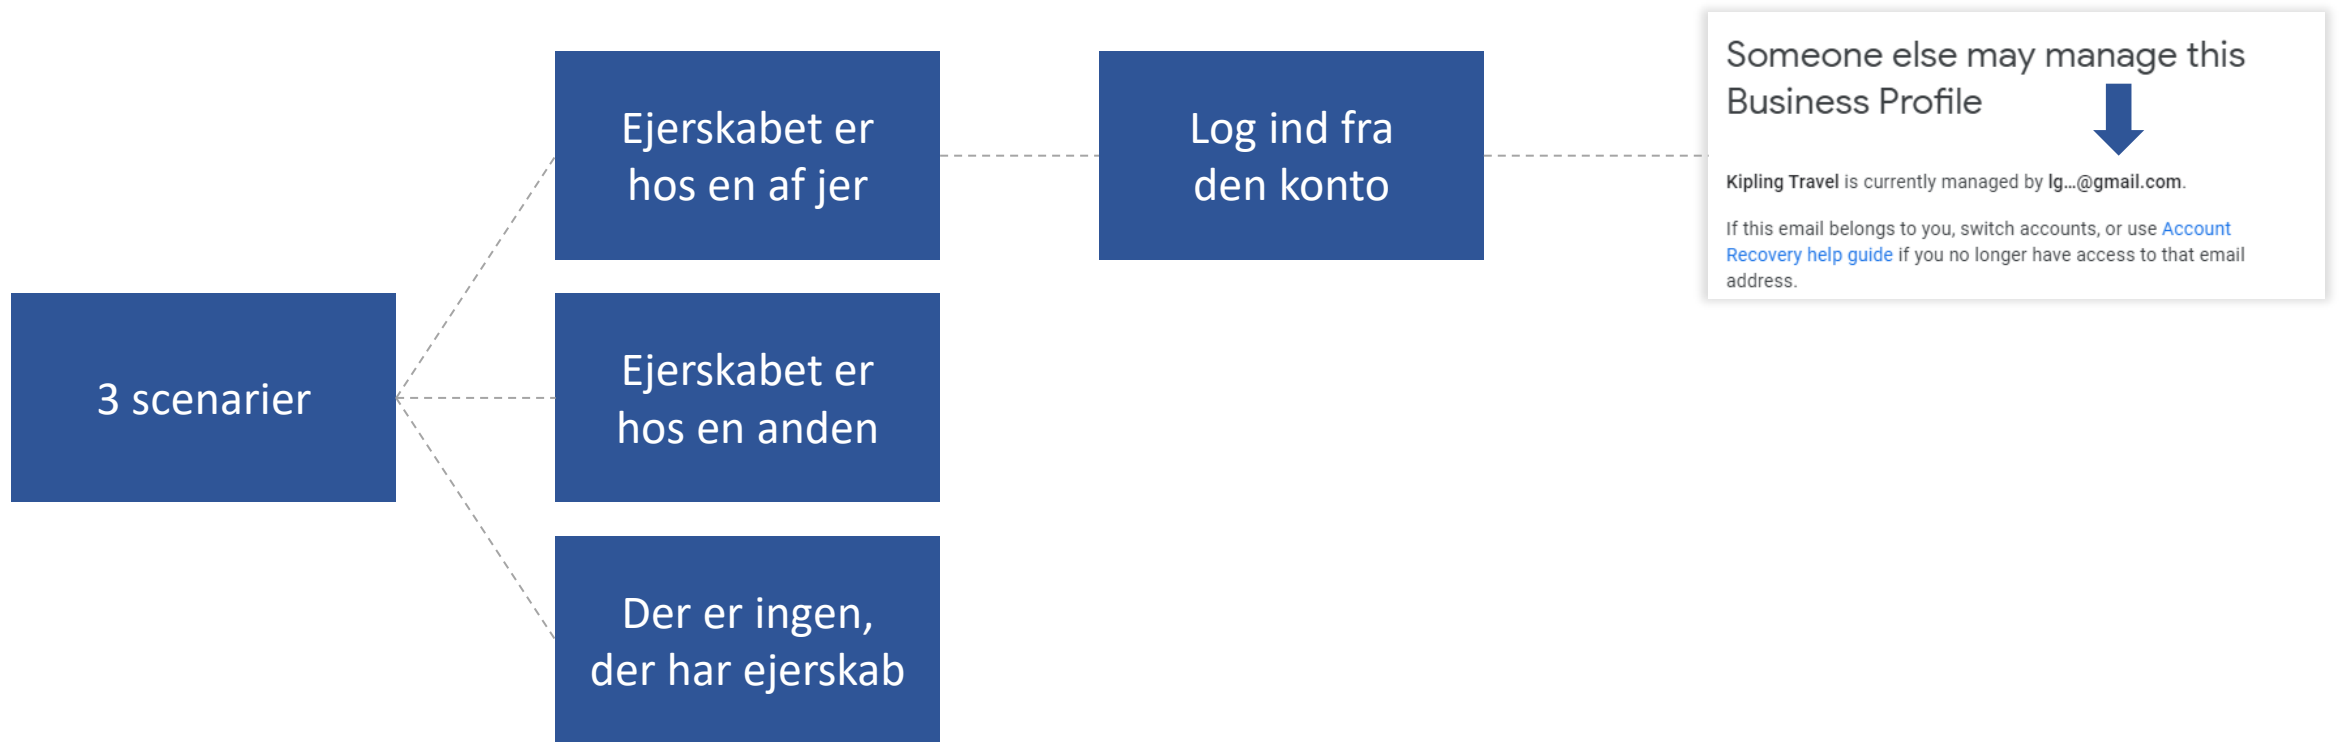 3 scenarier
Ejerskabet er
hos en af jer
Log ind fra
den konto
Someone else may manage this
Business Profile
Kipling Travel is currently managed by lg...@gmail.com.
If this email belongs to you, switch accounts, or use Account
Recovery help guide if you no longer have access to that email
address.
Ejerskabet er
hos en anden
Der er ingen,
der har ejerskab